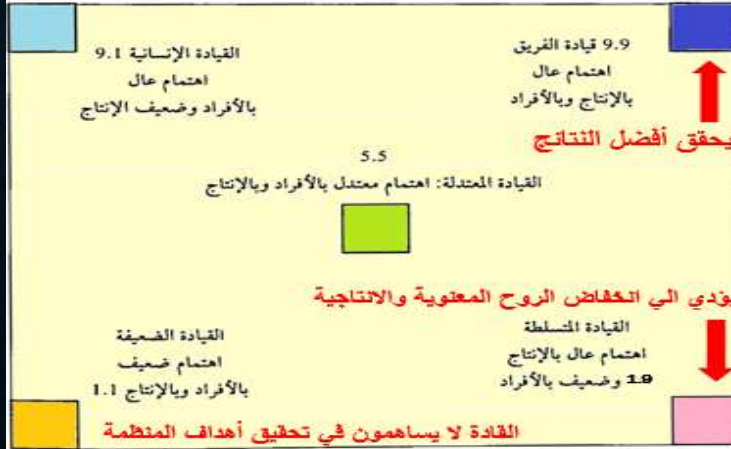 9.9 قيادة الفريق
اهتمام عال
بالإنتاج وبالأفراد
يحقق أفضل النتائج
القيادة الإنسانية 9.1
اهتمام عال
بالأفراد وضعيف الإنتاج
5.5
القيادة المعتدلة: اهتمام معتدل بالأفراد وبالإنتاج
يؤدي الي انخفاض الروح المعنوية والانتاجية
القيادة المتسلطة
اهتمام عال بالإنتاج
1.9 وضعيف بالأفراد
القيادة الضعيفة
اهتمام ضعيف
بالأفراد وبالإنتاج 1.1
القادة لا يساهمون في تحقيق أهداف المنظمة